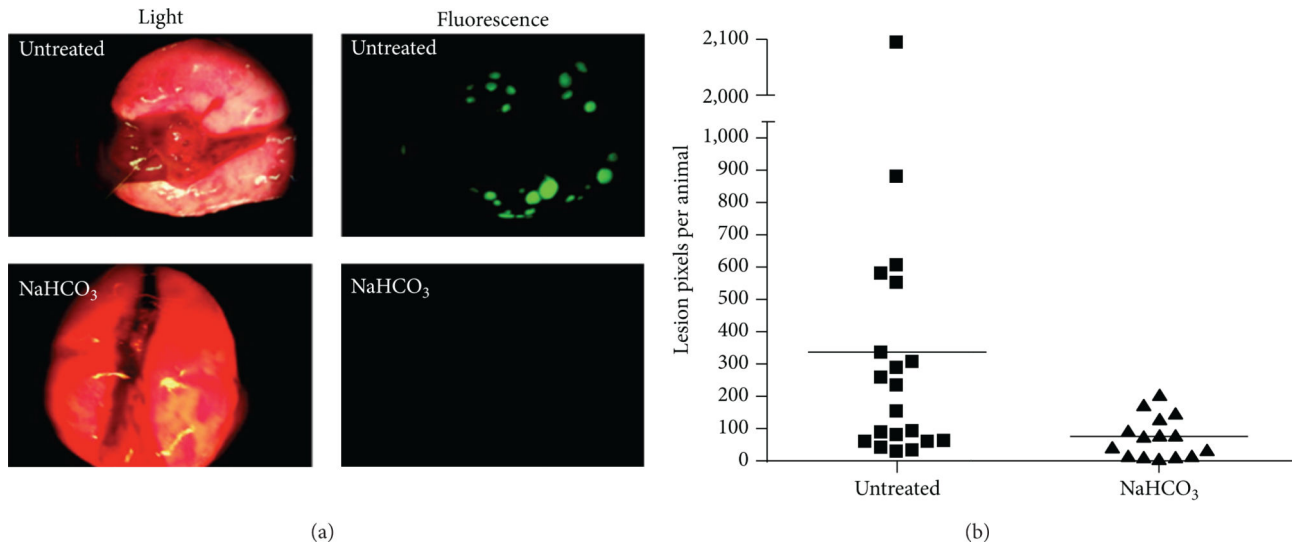 Light
Fluorescence
Untreated
Untreated
NaHCO₃
NaHCO₃
(a)
2,100
2,000
1,000
900
800
700
600
500
400
300
200
100
0
Lesion pixels per animal
Untreated
NaHCO₃
(b)